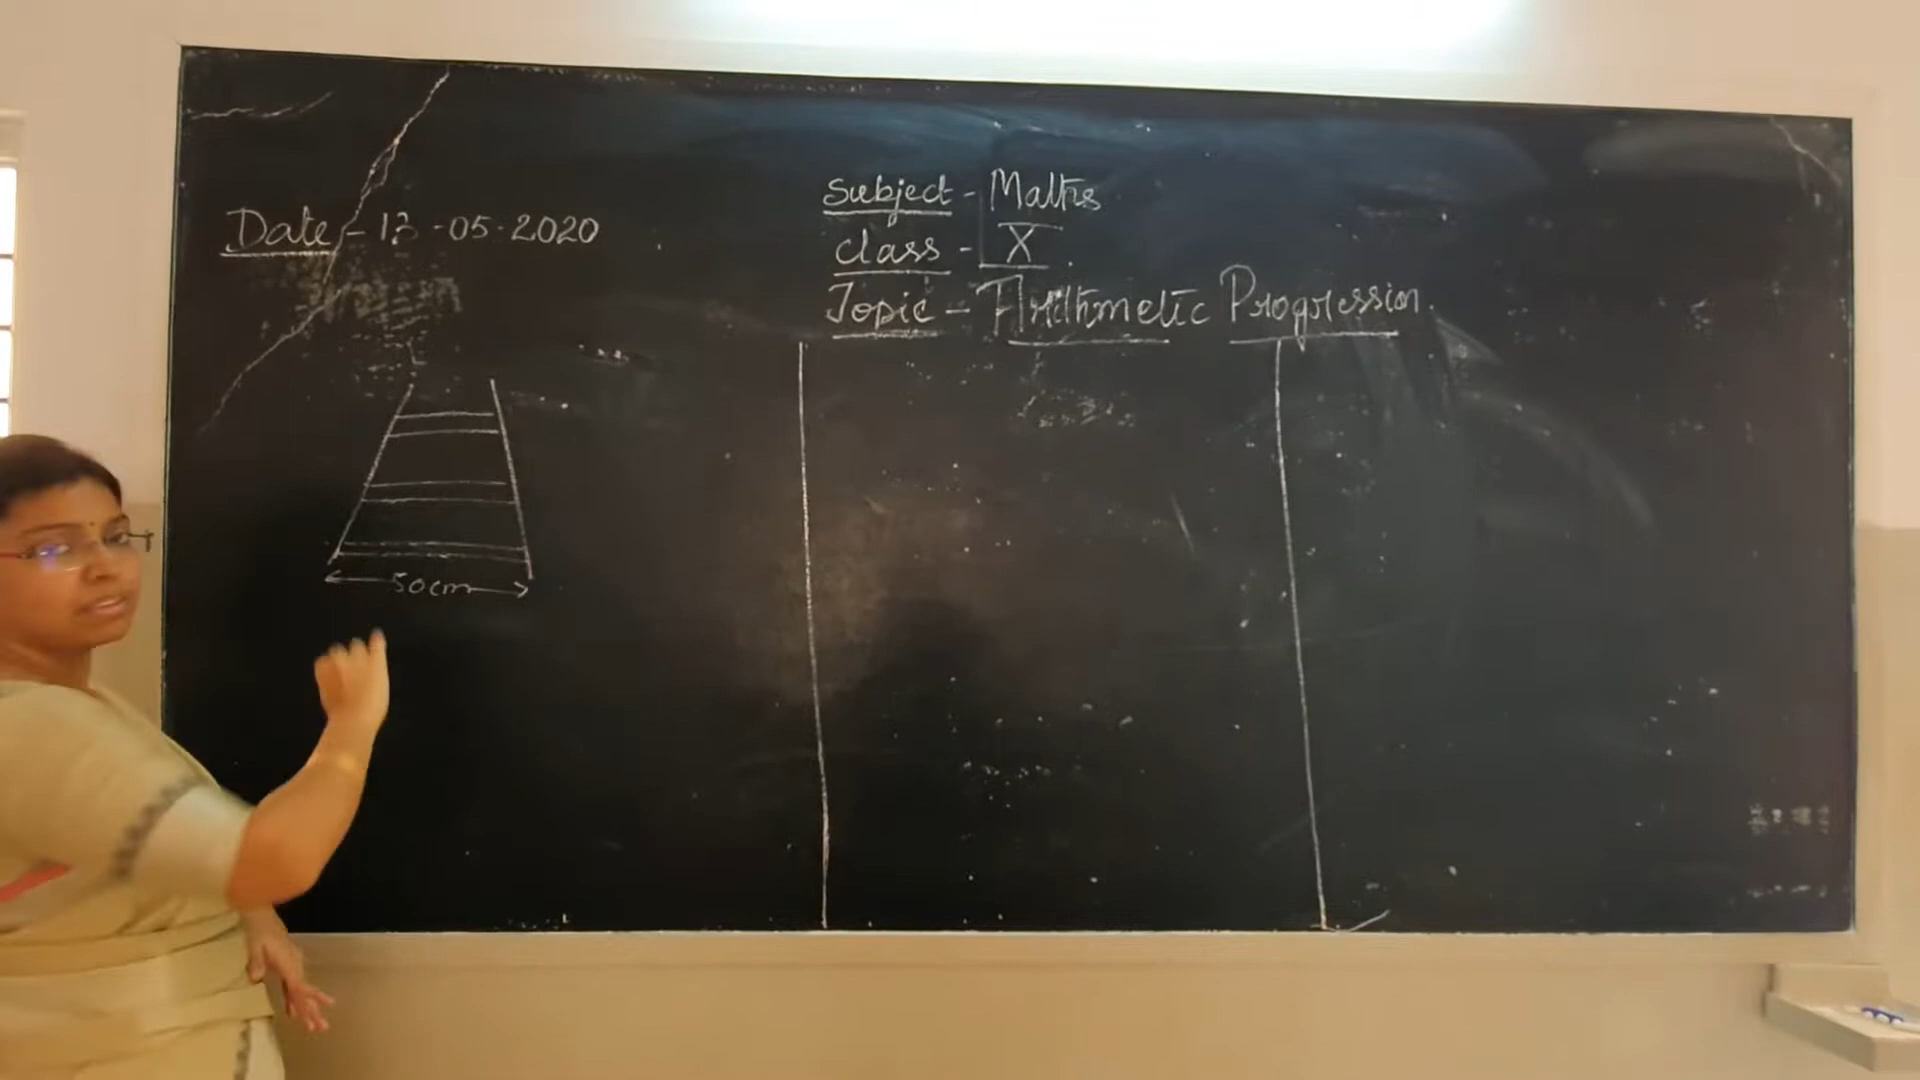 Subject - Maths
Date - 13-05-2020
Class - X.
Topic - Arithmetic Progression.
50cm